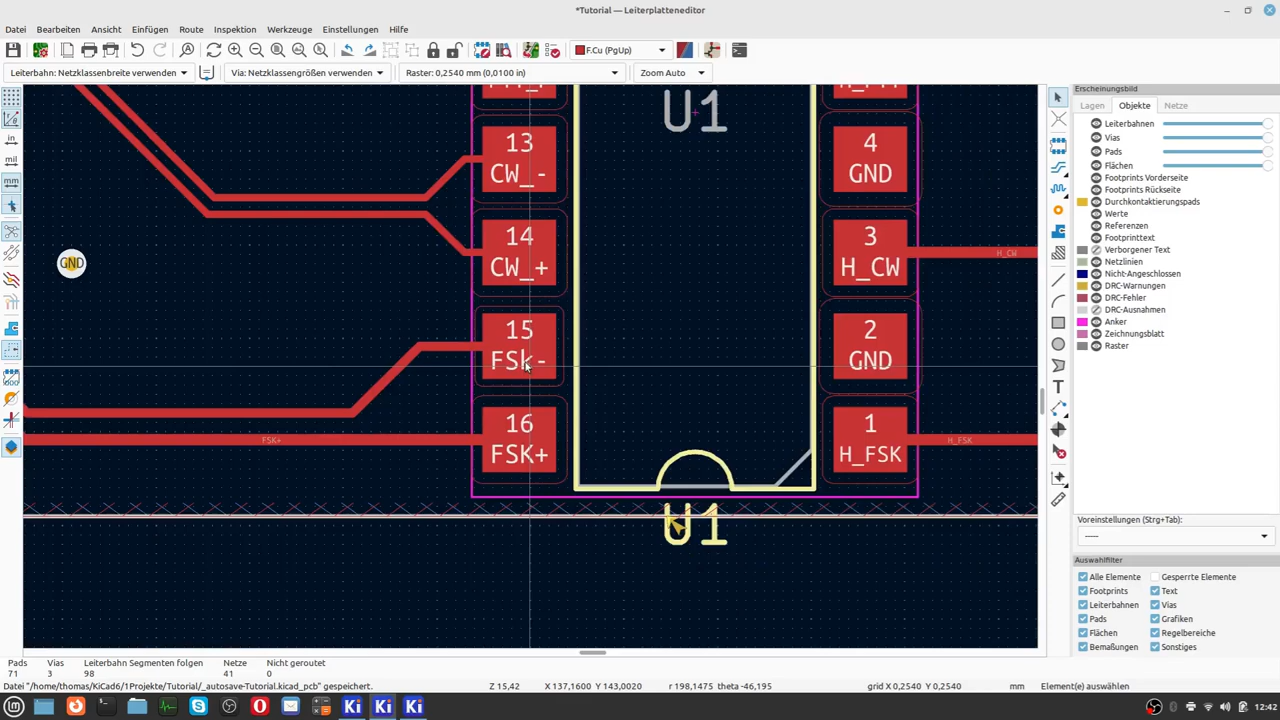 *Tutorial — Leiterplatteneditor
Datei Bearbeiten Ansicht Einfügen Route Inspektion Werkzeuge Einstellungen Hilfe
F.Cu (PgUp)
Leiterbahn: Netzklassenbreite verwenden Via: Netzklassengrößen verwenden Raster: 0,2540 mm (0,0100 in) Zoom Auto
in
mil
mm
U1
13
CW_-
14
CW_+
15
FSK-
16
FSK+
4
GND
3
H_CW
2
GND
1
H_FSK
GND
H_CW
FSK+
H_FSK
U1
Erscheinungsbild
Lagen Objekte Netze
Leiterbahnen
Vias
Pads
Flächen
Footprints Vorderseite
Footprints Rückseite
Durchkontaktierungspads
Werte
Referenzen
Footprinttext
Verborgener Text
Netzlinien
Nicht-Angeschlossen
DRC-Warnungen
DRC-Fehler
DRC-Ausnahmen
Anker
Zeichnungsblatt
Raster
Voreinstellungen (Strg+Tab):
-----
Auswahlfilter
Alle Elemente Gesperrte Elemente
Footprints Text
Leiterbahnen Vias
Pads Grafiken
Flächen Regelbereiche
Bemaßungen Sonstiges
Pads Vias Leiterbahn Segmenten folgen Netze Nicht geroutet
71 3 98 41 0
Datei "/home/thomas/KiCad6/1Projekte/Tutorial/_autosave-Tutorial.kicad_pcb" gespeichert. Z 15,42 X 137,1600 Y 143,0020 r 198,1475 theta -46,195 grid X 0,2540 Y 0,2540 mm Element(e) auswählen
12:42